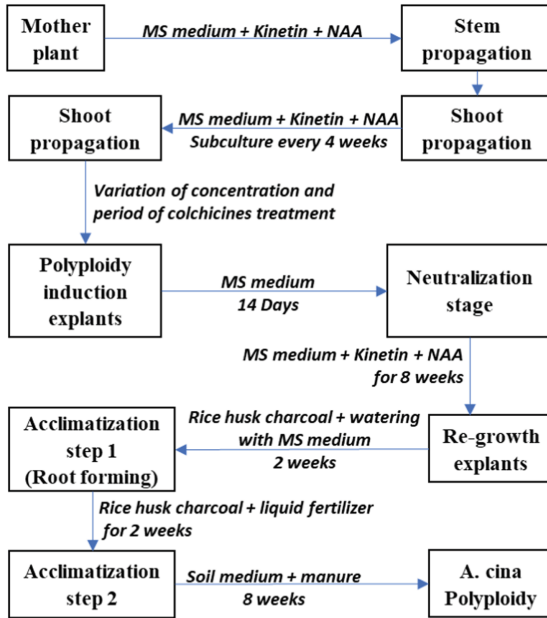 Mother
plant
MS medium + Kinetin + NAA
Stem
propagation
Shoot
propagation
MS medium + Kinetin + NAA
Subculture every 4 weeks
Shoot
propagation
Variation of concentration and
period of colchicines treatment
Polyploidy
induction
explants
MS medium
14 Days
Neutralization
stage
MS medium + Kinetin + NAA
for 8 weeks
Re-growth
explants
Rice husk charcoal + watering
with MS medium
2 weeks
Acclimatization
step 1
(Root forming)
Rice husk charcoal + liquid fertilizer
for 2 weeks
Acclimatization
step 2
Soil medium + manure
8 weeks
A. cina
Polyploidy